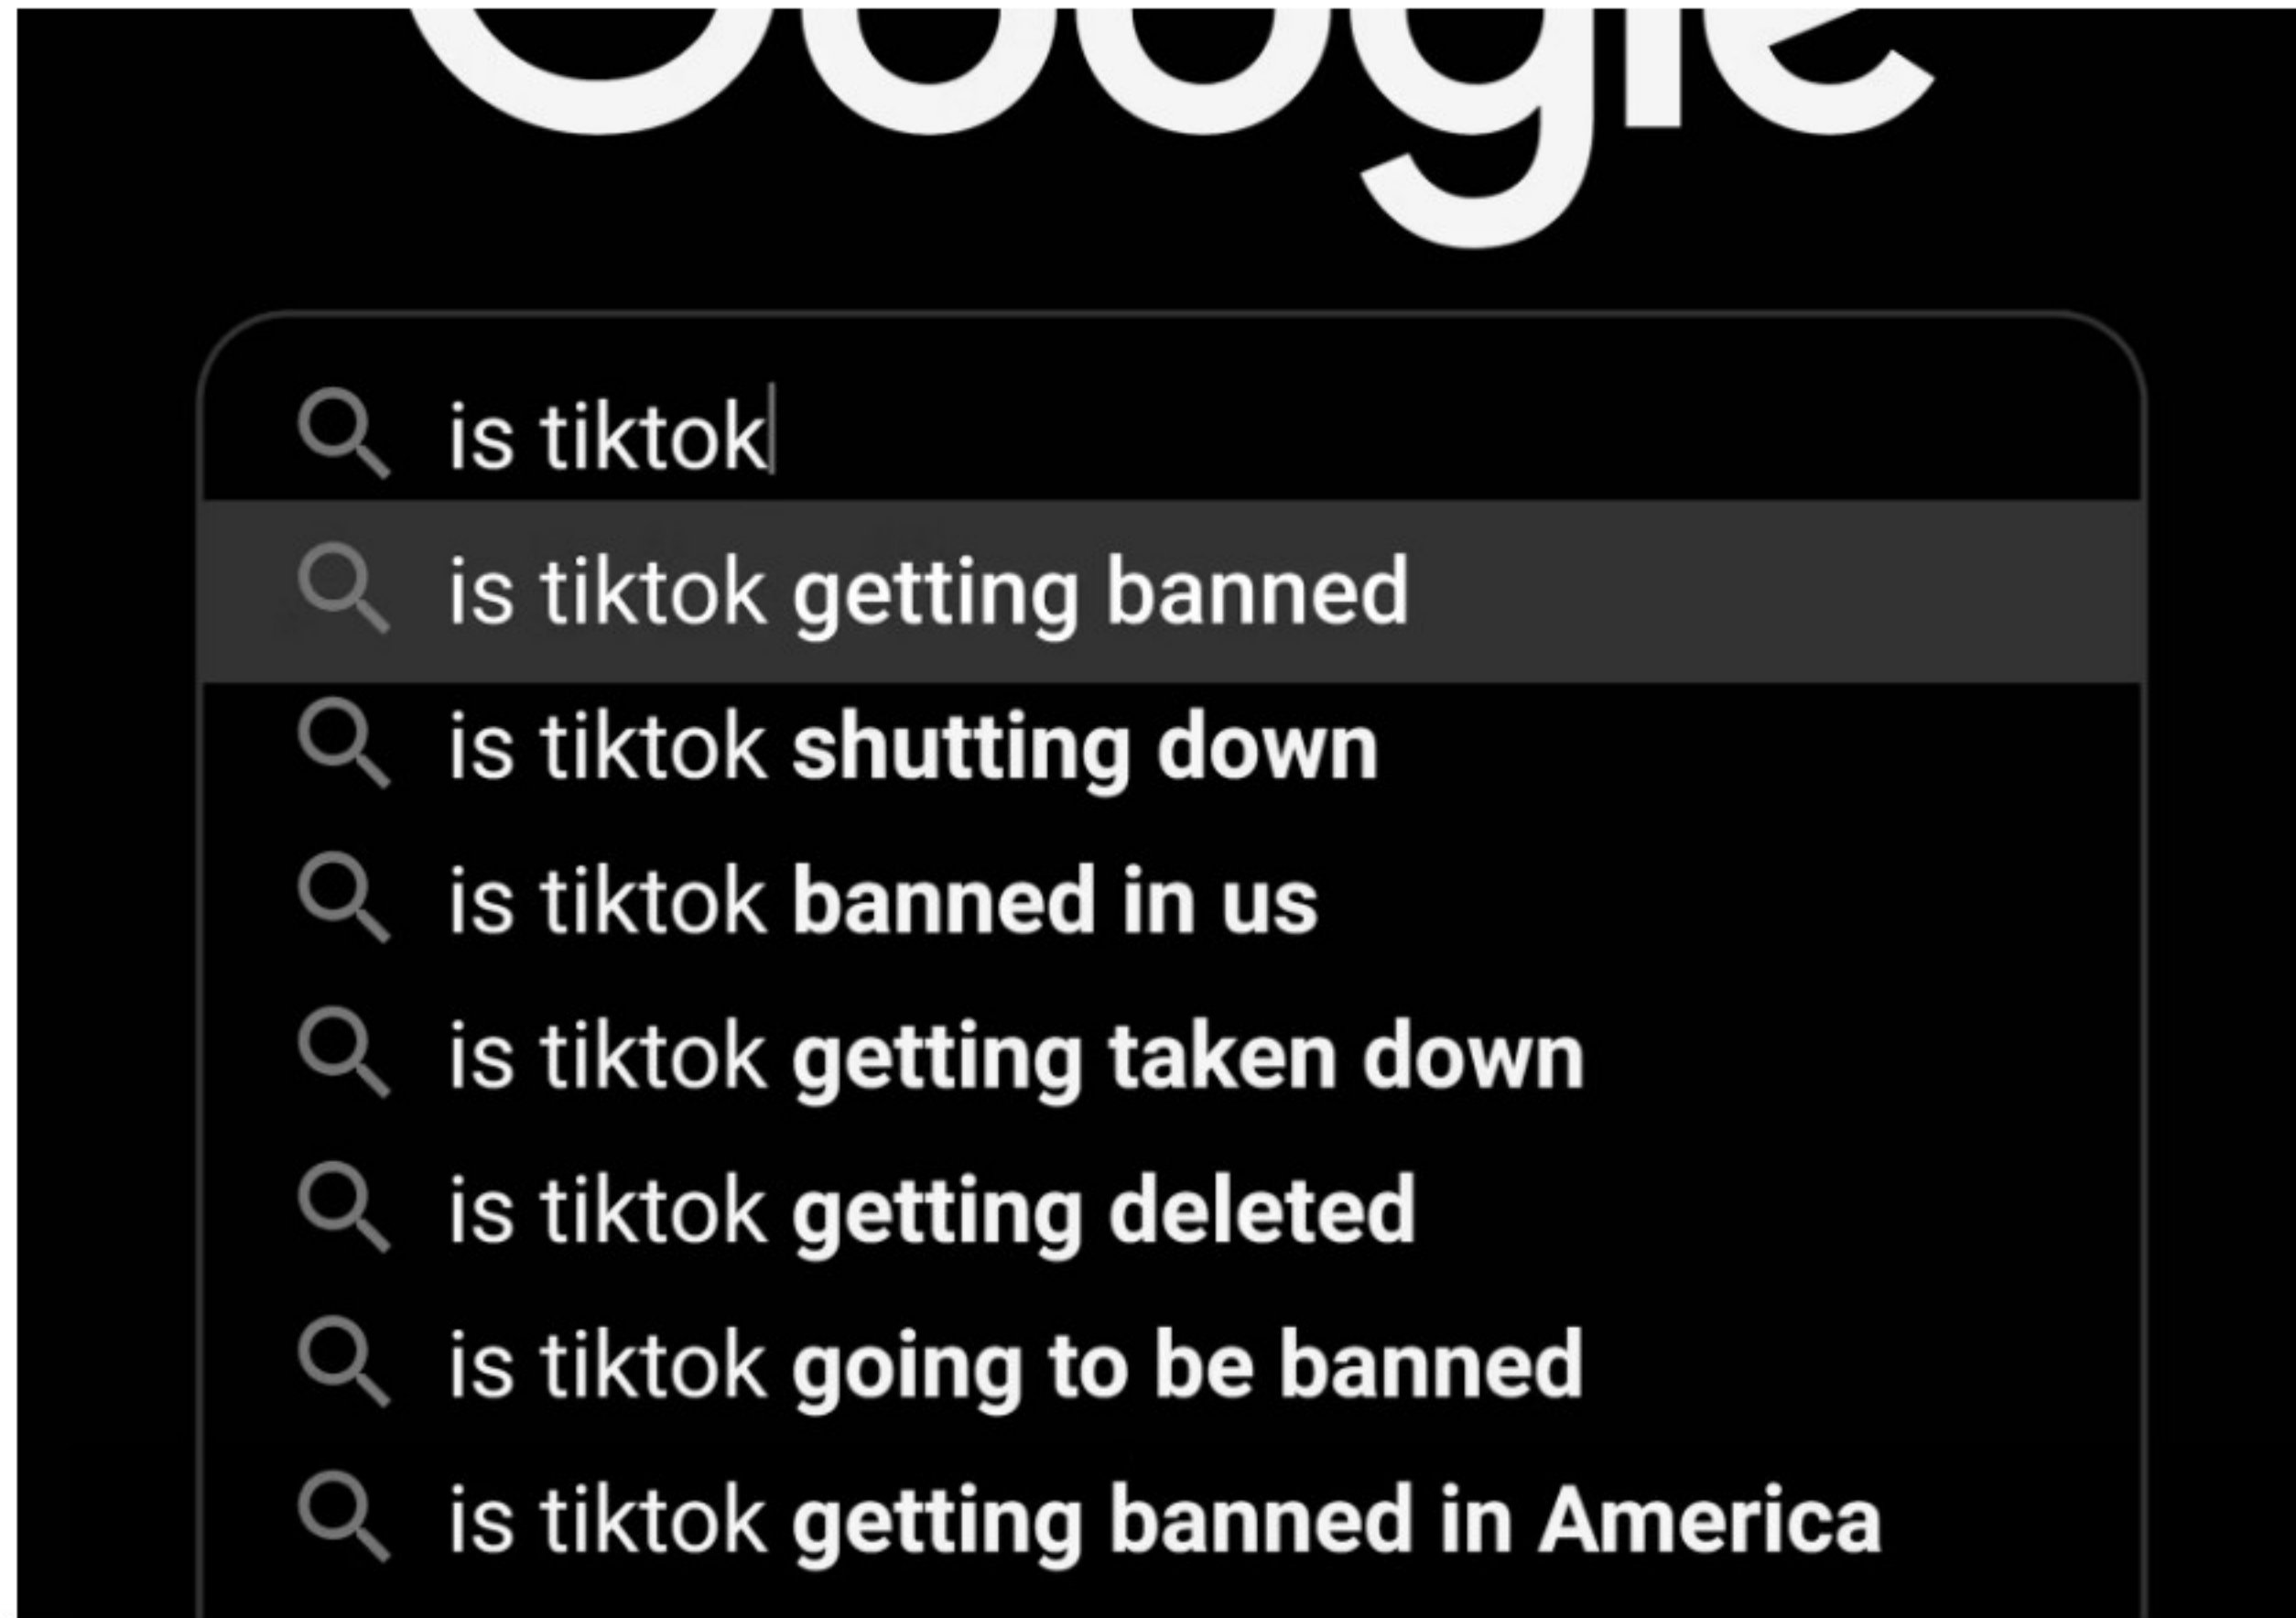 Google
is tiktok
is tiktok getting banned
is tiktok shutting down
is tiktok banned in us
is tiktok getting taken down
is tiktok getting deleted
is tiktok going to be banned
is tiktok getting banned in America